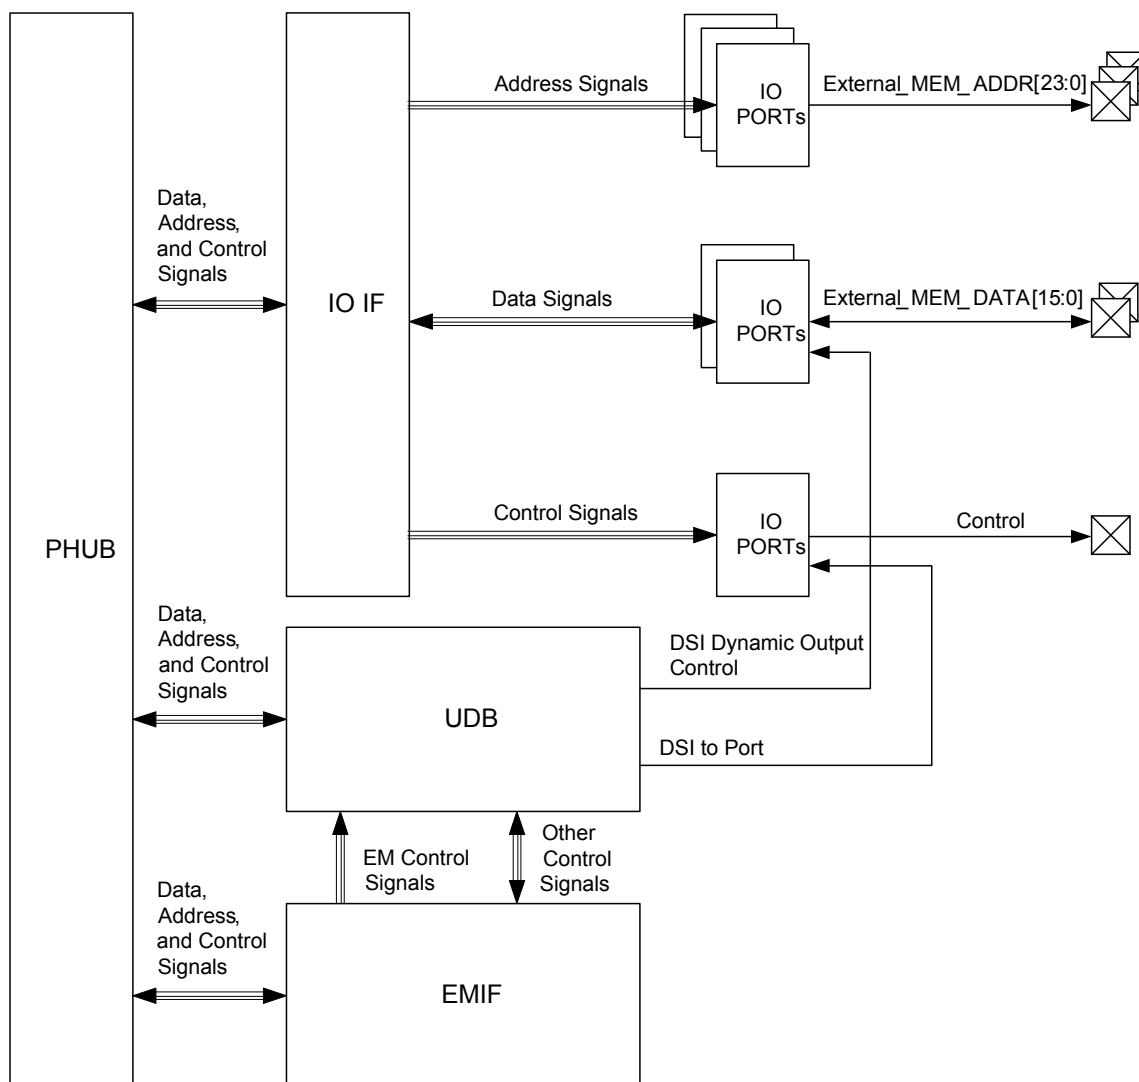 Address Signals
IO
PORTs
External_MEM_ADDR[23:0]
Data,
Address,
and Control
Signals
IO IF
Data Signals
IO
PORTs
External_MEM_DATA[15:0]
Control Signals
IO
PORTs
Control
PHUB
Data,
Address,
and Control
Signals
UDB
DSI Dynamic Output
Control
DSI to Port
EM Control
Signals
Other
Control
Signals
Data,
Address,
and Control
Signals
EMIF